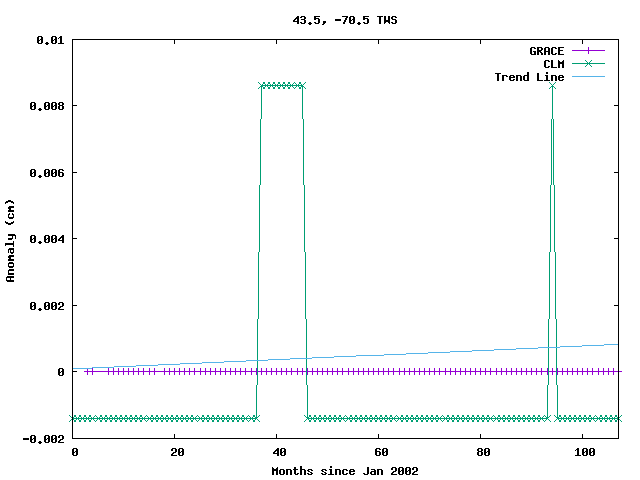 43.5, -70.5 TWS
GRACE
CLM
Trend Line
0.01
0.008
0.006
0.004
0.002
0
-0.002
Anomaly (cm)
0 20 40 60 80 100
Months since Jan 2002